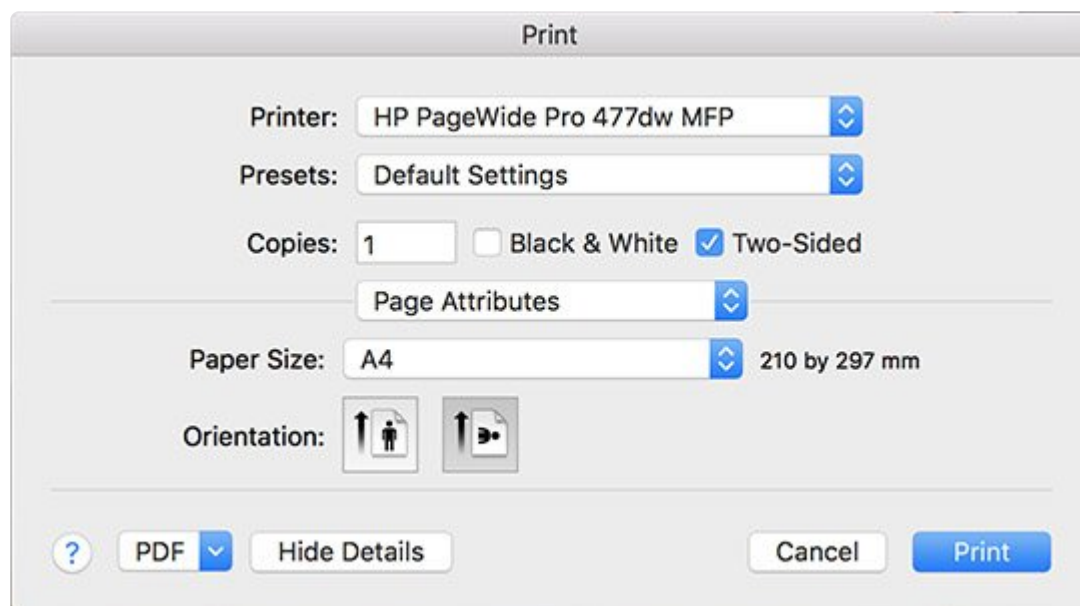 Print
Printer: HP PageWide Pro 477dw MFP
Presets: Default Settings
Copies: 1 Black & White Two-Sided
Page Attributes
Paper Size: A4 210 by 297 mm
Orientation:
? PDF Hide Details Cancel Print